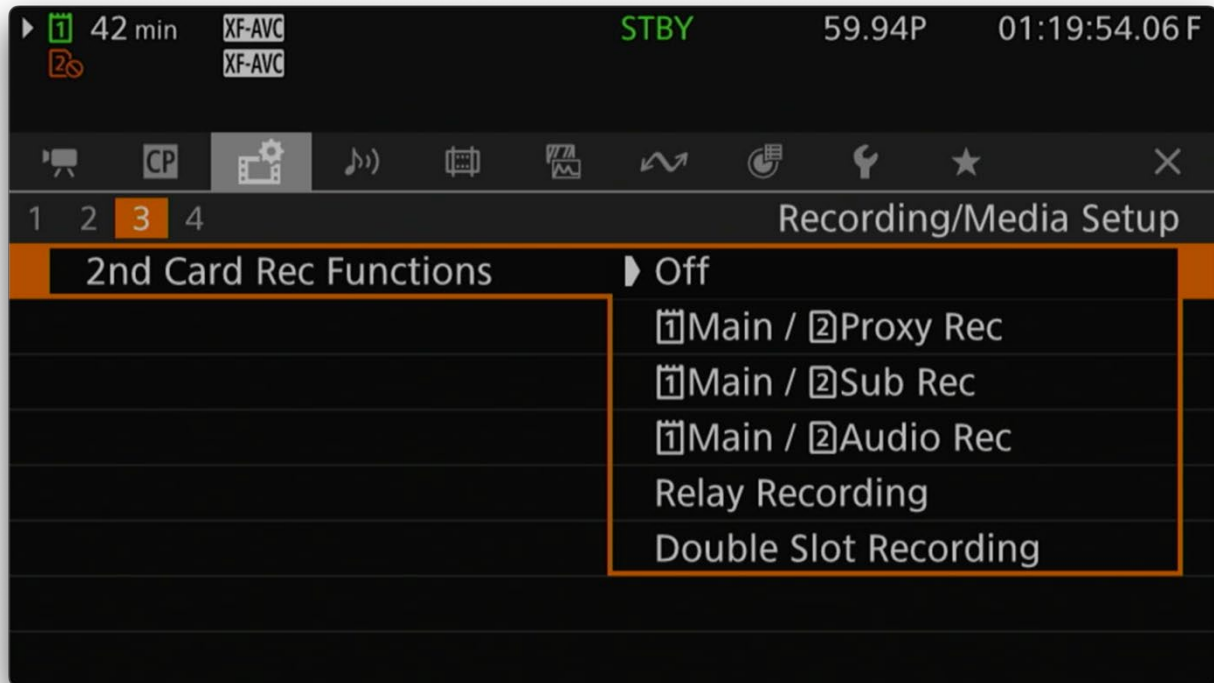 1 42 min XF-AVC STBY 59.94P 01:19:54.06 F
2 XF-AVC
CP
1 2 3 4 Recording/Media Setup
2nd Card Rec Functions Off
1Main / 2Proxy Rec
1Main / 2Sub Rec
1Main / 2Audio Rec
Relay Recording
Double Slot Recording